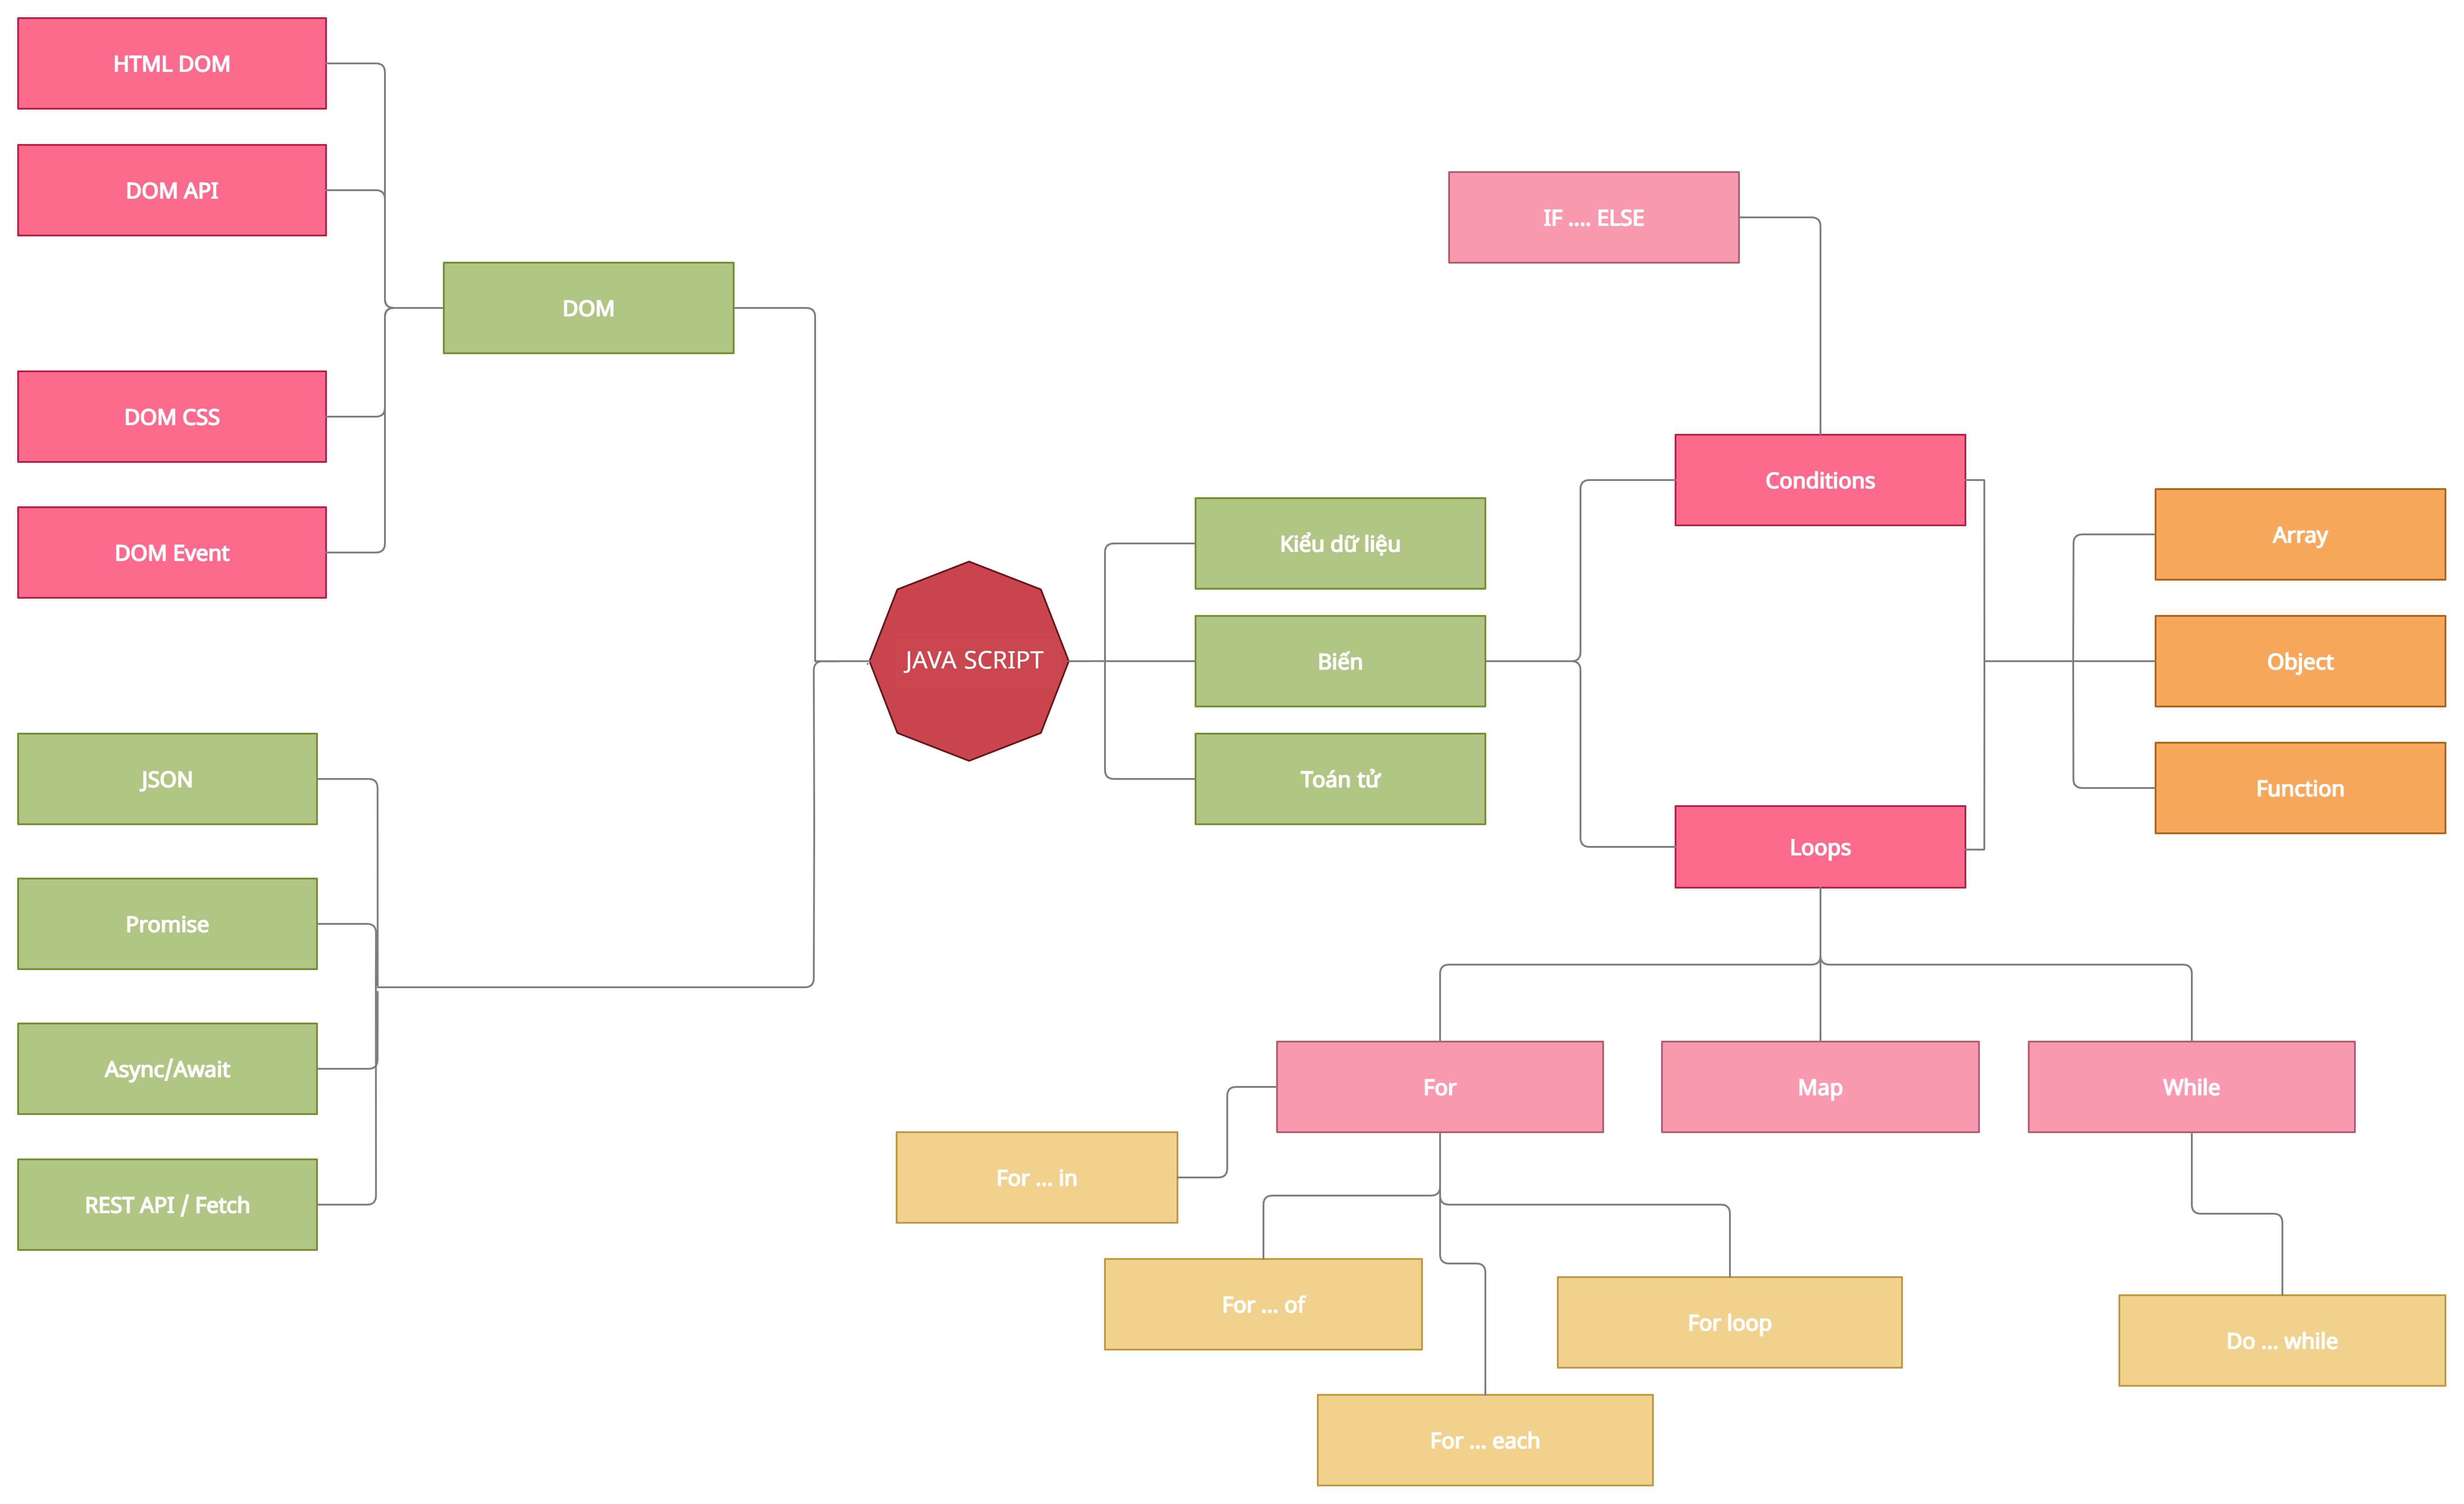 HTML DOM
DOM API
DOM
DOM CSS
DOM Event
JSON
Promise
Async/Await
REST API / Fetch
JAVA SCRIPT
Kiểu dữ liệu
Biến
Toán tử
IF .... ELSE
Conditions
Loops
Array
Object
Function
For
Map
While
For ... in
For ... of
For loop
For ... each
Do ... while